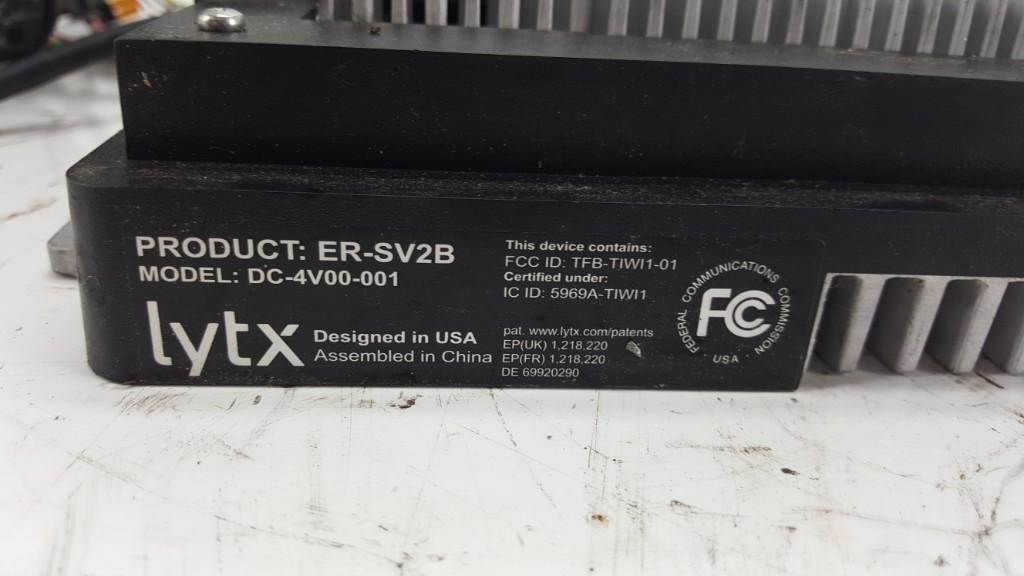 PRODUCT: ER-SV2B
MODEL: DC-4V00-001
lytx
Designed in USA
Assembled in China
This device contains:
FCC ID: TFB-TIWI1-01
Certified under:
IC ID: 5969A-TIWI1
pat. www.lytx.com/patents
EP(UK) 1,218,220
EP(FR) 1,218,220
DE 69920290
FEDERAL COMMUNICATIONS COMMISSION
FCC
· USA ·